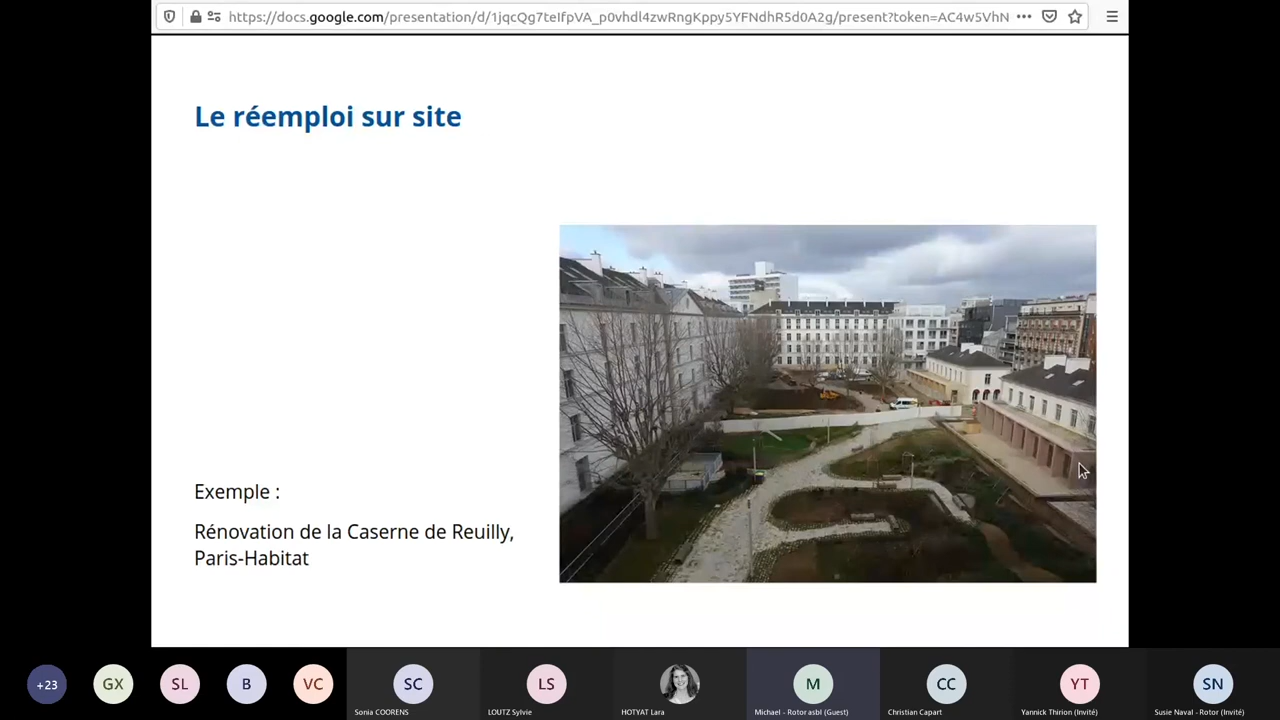 https://docs.google.com/presentation/d/1jqcQg7teIfpVA_p0vhdl4zwRngKppy5YFNdhR5d0A2g/present?token=AC4w5VhN
Le réemploi sur site
Exemple :
Rénovation de la Caserne de Reuilly,
Paris-Habitat
+23
GX
SL
B
VC
SC
LS
M
CC
YT
SN
Sonia COORENS
LOUTZ Sylvie
HOTYAT Lara
Michael - Rotor asbl (Guest)
Christian Capart
Yannick Thirion (Invité)
Susie Naval - Rotor (Invité)